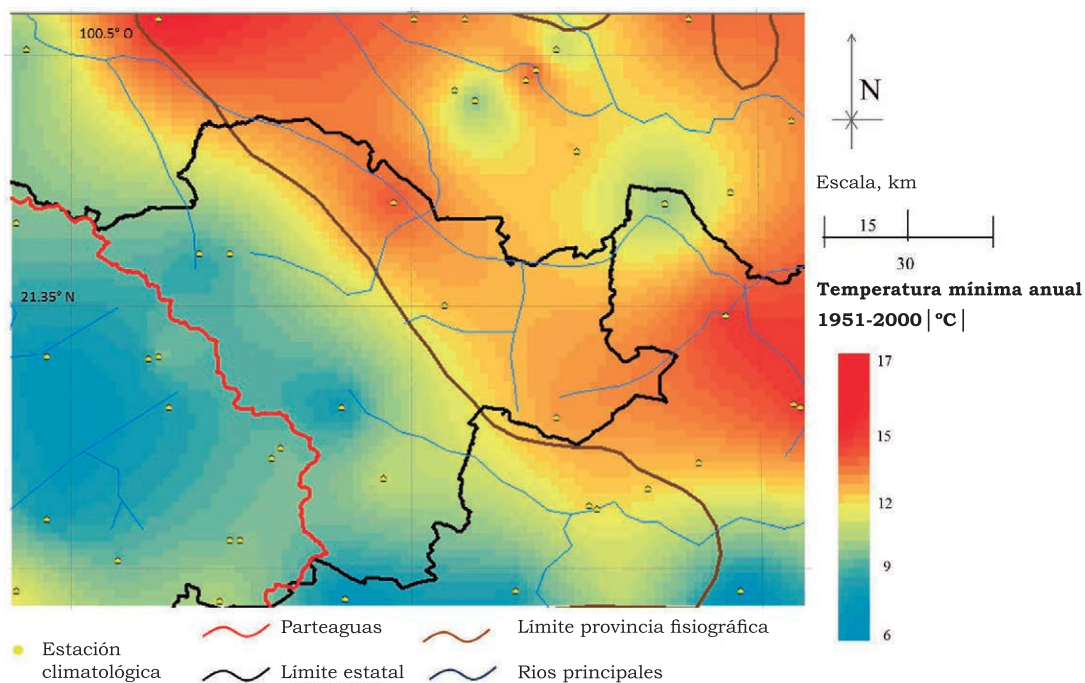 100.5° O
N
Escala, km
15
30
21.35° N
Temperatura mínima anual
1951-2000|°C|
17
15
12
9
6
Estación
climatológica
Parteaguas
Límite estatal
Límite provincia fisiográfica
Rios principales